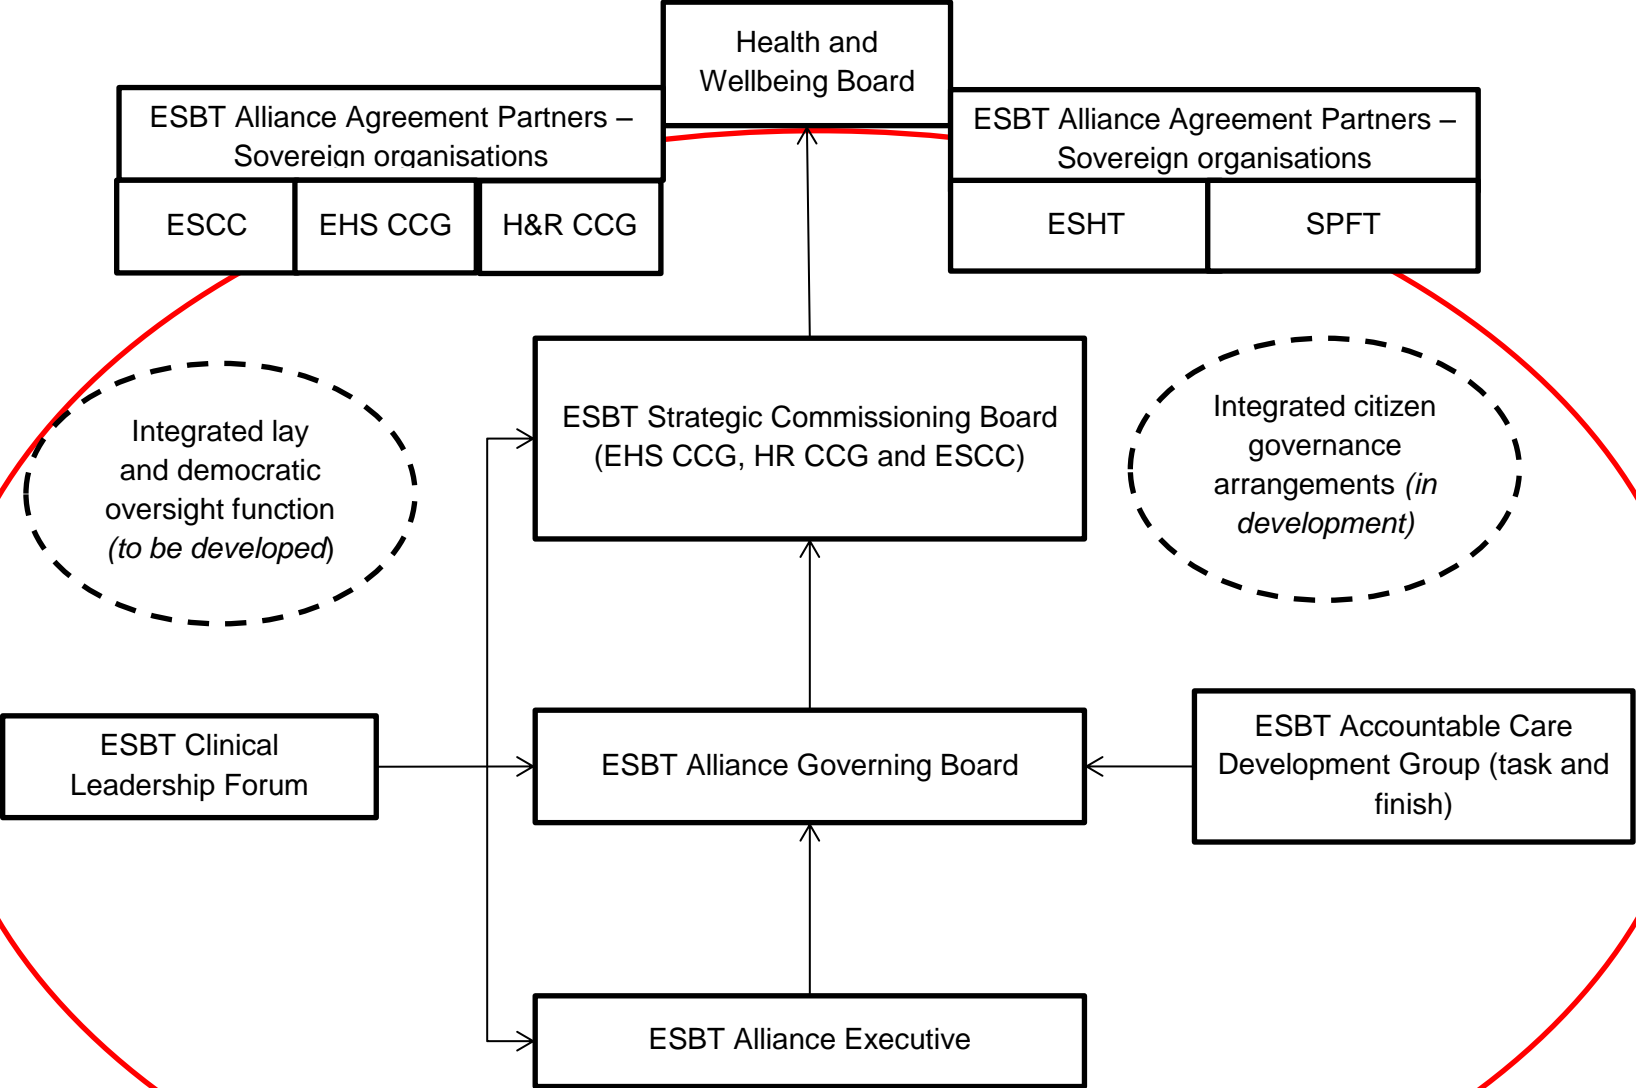 Health and
Wellbeing Board
ESBT Alliance Agreement Partners –
Sovereign organisations
ESBT Alliance Agreement Partners –
Sovereign organisations
ESCC
EHS CCG
H&R CCG
ESHT
SPFT
Integrated lay
and democratic
oversight function
(to be developed)
ESBT Strategic Commissioning Board
(EHS CCG, HR CCG and ESCC)
Integrated citizen
governance
arrangements (in
development)
ESBT Clinical
Leadership Forum
ESBT Alliance Governing Board
ESBT Accountable Care
Development Group (task and
finish)
ESBT Alliance Executive